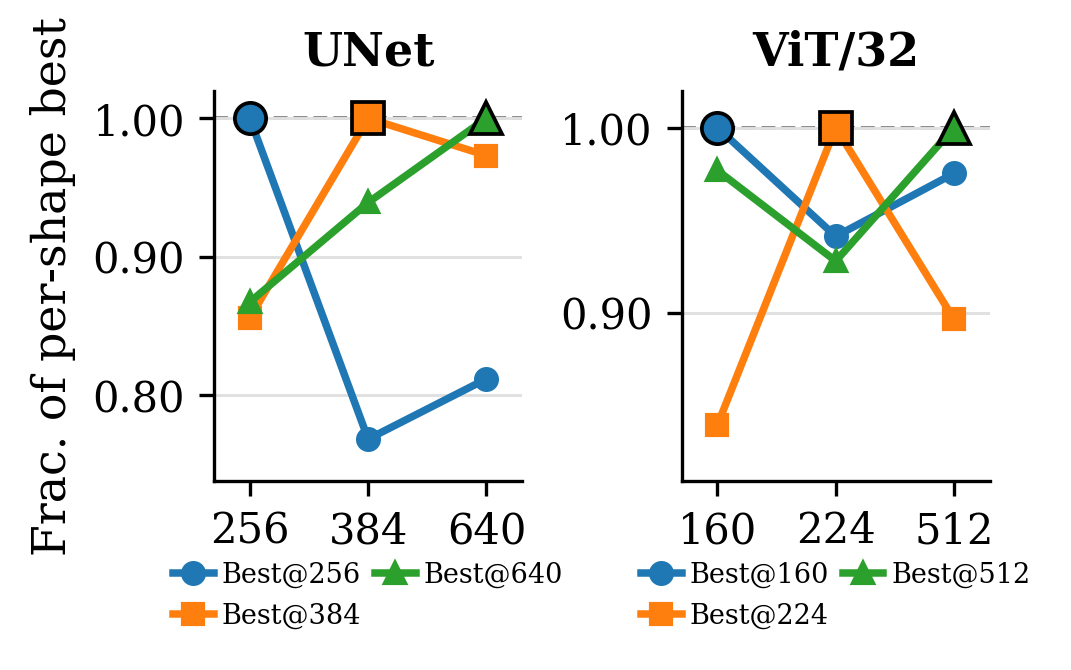 Frac. of per-shape best
UNet
1.00
0.90
0.80
256 384 640
Best@256 Best@640
Best@384
ViT/32
1.00
0.90
160 224 512
Best@160 Best@512
Best@224